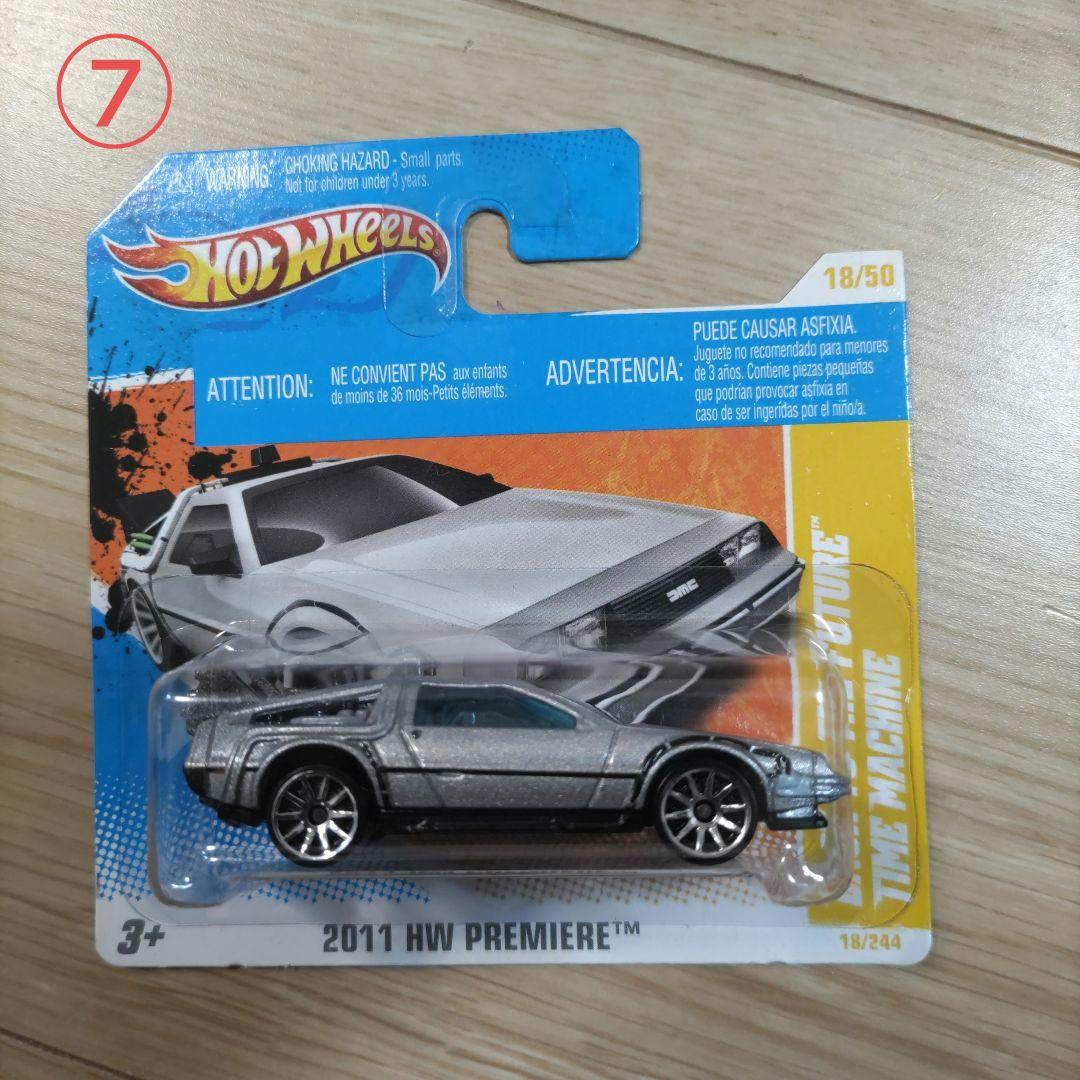 7
WARNING: CHOKING HAZARD - Small parts.
Not for children under 3 years.
HOT WHEELS
18/50
ATTENTION: NE CONVIENT PAS aux enfants
de moins de 36 mois-Petits éléments.
ADVERTENCIA: PUEDE CAUSAR ASFIXIA.
Juguete no recomendado para menores
de 3 años. Contiene piezas pequeñas
que podrían provocar asfixia en
caso de ser ingeridas por el niño/a.
DMC
FUTURE™
TIME MACHINE
3+
2011 HW PREMIERE™
18/244